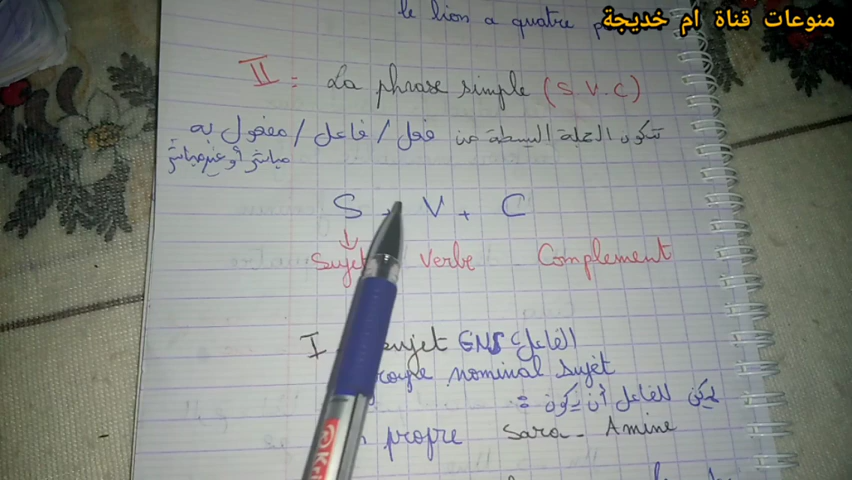 منوعات قناة ام خديجة
le lion a quatre p
II = La phrase simple (S.V.C)
تتكون الجملة البسيطة من فعل / فاعل / مفعول به
مباشر أو غير مباشر
S + V + C
Sujet Verbe - Complement
I sujet GNS الفاعل
groupe nominal sujet
يمكن للفاعل أن يكون :
propre Sara - Amine